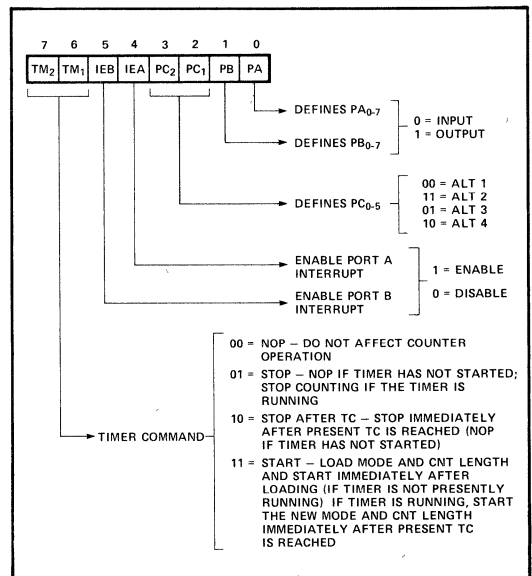 7 6 5 4 3 2 1 0
TM2 TM1 IEB IEA PC2 PC1 PB PA
DEFINES PA0-7
0 = INPUT
1 = OUTPUT
DEFINES PB0-7
DEFINES PC0-5
00 = ALT 1
11 = ALT 2
01 = ALT 3
10 = ALT 4
ENABLE PORT A
INTERRUPT
1 = ENABLE
0 = DISABLE
ENABLE PORT B
INTERRUPT
TIMER COMMAND
00 = NOP – DO NOT AFFECT COUNTER
OPERATION
01 = STOP – NOP IF TIMER HAS NOT STARTED;
STOP COUNTING IF THE TIMER IS
RUNNING
10 = STOP AFTER TC – STOP IMMEDIATELY
AFTER PRESENT TC IS REACHED (NOP
IF TIMER HAS NOT STARTED)
11 = START – LOAD MODE AND CNT LENGTH
AND START IMMEDIATELY AFTER
LOADING (IF TIMER IS NOT PRESENTLY
RUNNING) IF TIMER IS RUNNING, START
THE NEW MODE AND CNT LENGTH
IMMEDIATELY AFTER PRESENT TC
IS REACHED